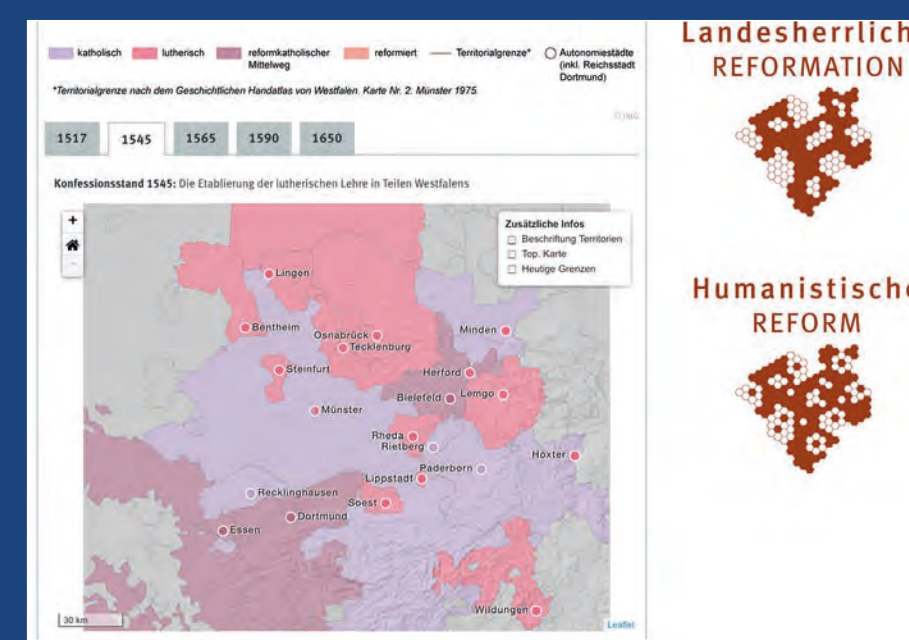 katholisch
lutherisch
reformkatholischer
Mittelweg
reformiert
Territorialgrenze*
Autonomiestädte
(inkl. Reichsstadt
Dortmund)
*Territorialgrenze nach dem Geschichtlichen Handatlas von Westfalen. Karte Nr. 2. Münster 1975.
1517 1545 1565 1590 1650
Konfessionsstand 1545: Die Etablierung der lutherischen Lehre in Teilen Westfalens
+
−
Zusätzliche Infos
Beschriftung Territorien
Top. Karte
Heutige Grenzen
Lingen
Bentheim
Osnabrück
Tecklenburg
Minden
Steinfurt
Herford
Bielefeld
Lemgo
Münster
Rheda
Rietberg
Höxter
Paderborn
Lippstadt
Recklinghausen
Soest
Dortmund
Essen
Wildungen
30 km
Leaflet
Landesherrlich
REFORMATION
Humanistische
REFORM